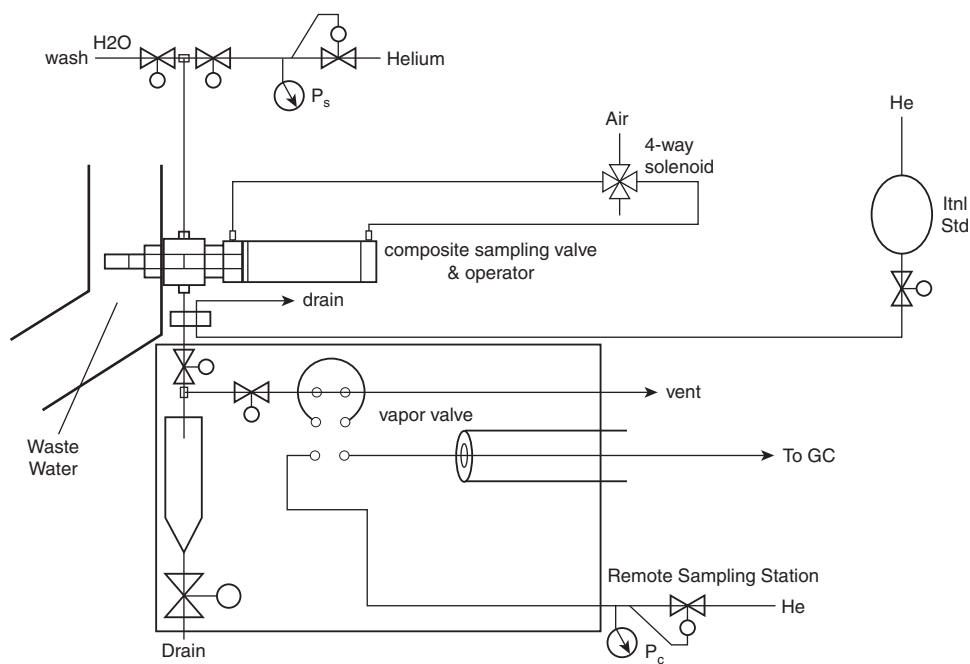 H2O
wash
Helium
Ps
He
Air
4-way
solenoid
Itnl
Std
composite sampling valve
& operator
drain
vent
vapor valve
Waste
Water
To GC
Remote Sampling Station
He
Pc
Drain